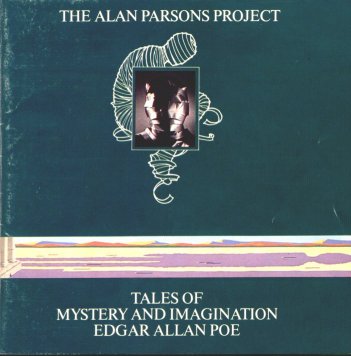 THE ALAN PARSONS PROJECT
TALES OF
MYSTERY AND IMAGINATION
EDGAR ALLAN POE